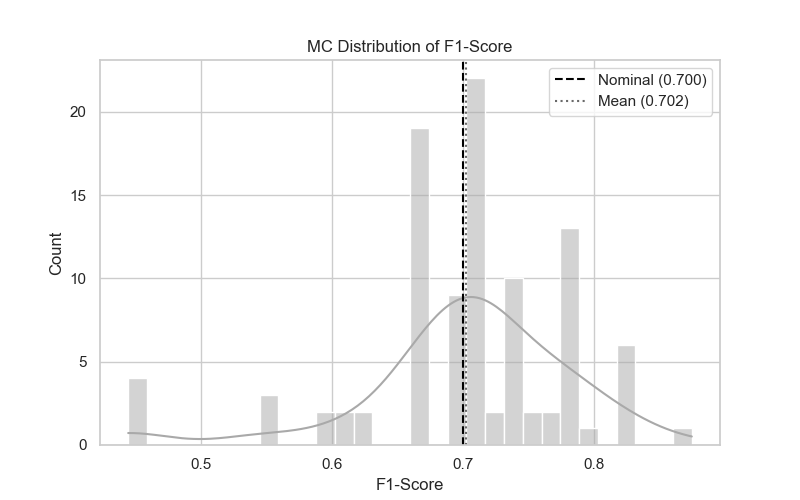 MC Distribution of F1-Score
Nominal (0.700)
Mean (0.702)
20
15
10
5
0
Count
0.5 0.6 0.7 0.8
F1-Score